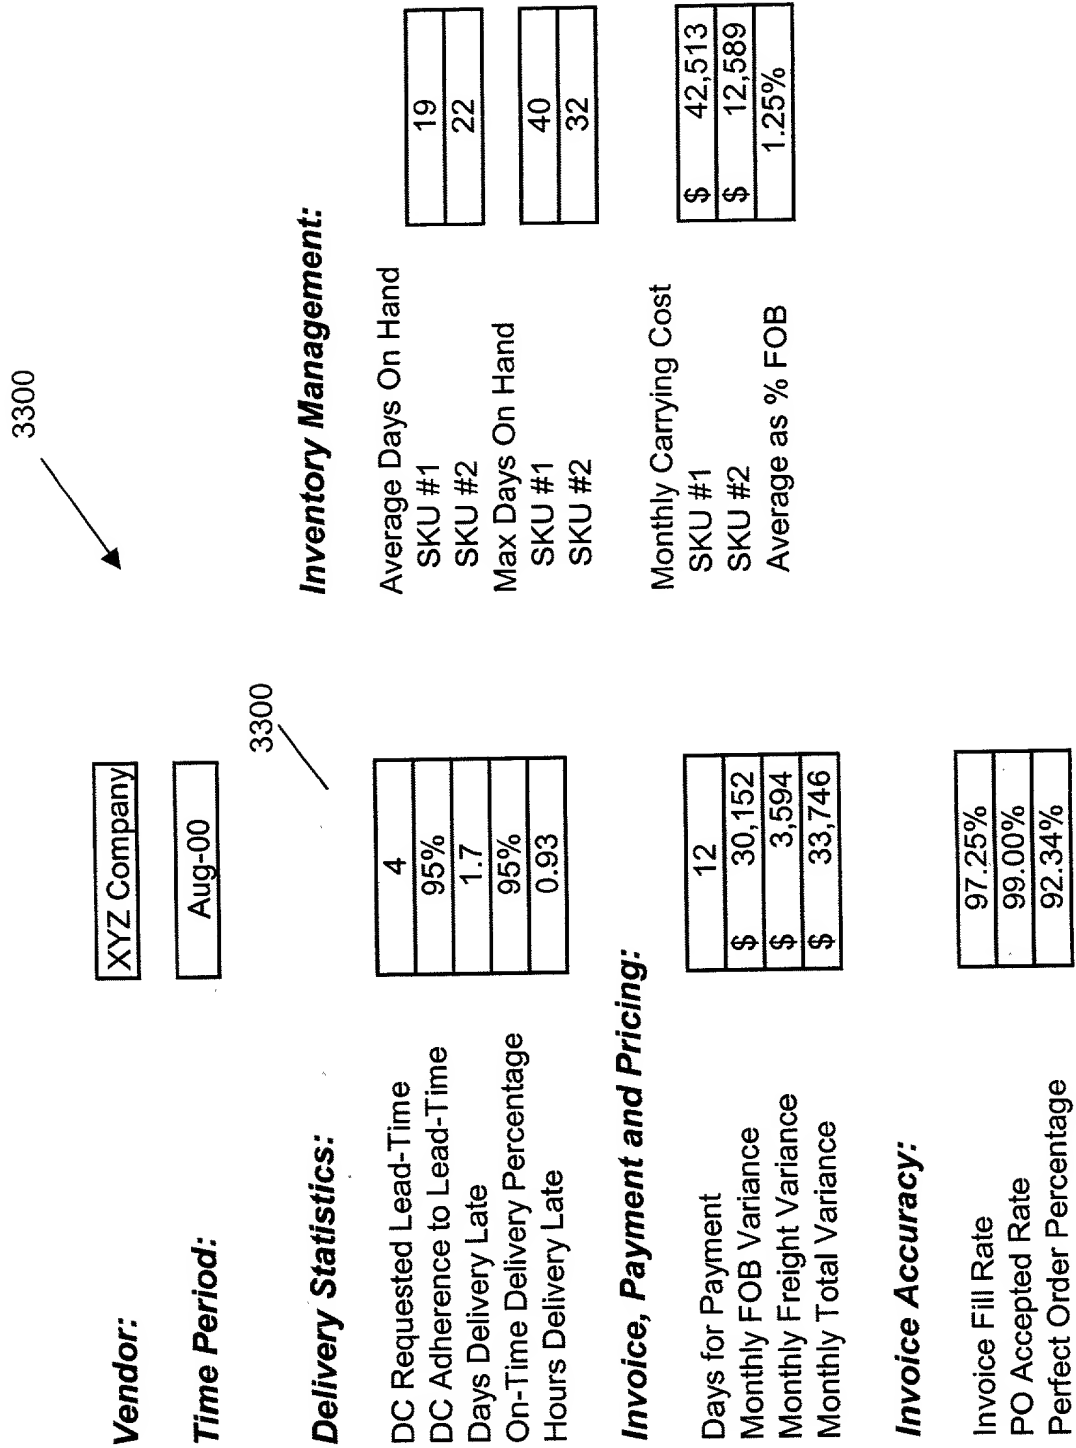 3300
Vendor: XYZ Company
Time Period: Aug-00
3300
Delivery Statistics:
DC Requested Lead-Time 4
DC Adherence to Lead-Time 95%
Days Delivery Late 1.7
On-Time Delivery Percentage 95%
Hours Delivery Late 0.93
Invoice, Payment and Pricing:
Days for Payment 12
Monthly FOB Variance $ 30,152
Monthly Freight Variance $ 3,594
Monthly Total Variance $ 33,746
Invoice Accuracy:
Invoice Fill Rate 97.25%
PO Accepted Rate 99.00%
Perfect Order Percentage 92.34%
Inventory Management:
Average Days On Hand
SKU #1 19
SKU #2 22
Max Days On Hand
SKU #1 40
SKU #2 32
Monthly Carrying Cost
SKU #1 $ 42,513
SKU #2 $ 12,589
Average as % FOB 1.25%